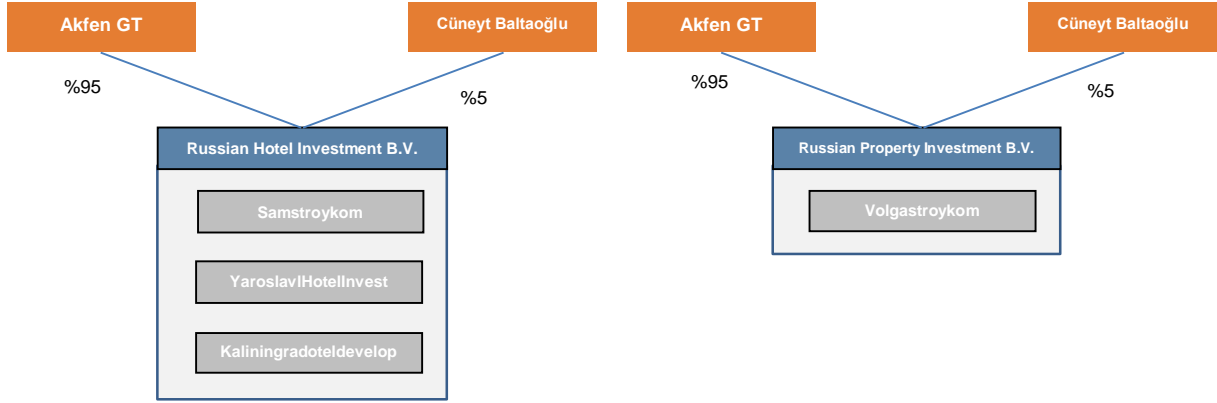 Akfen GT
Cüneyt Baltaoğlu
%95
%5
Russian Hotel Investment B.V.
Samstroykom
YaroslavlHotelInvest
Kaliningradoteldevelop
Akfen GT
Cüneyt Baltaoğlu
%95
%5
Russian Property Investment B.V.
Volgastroykom